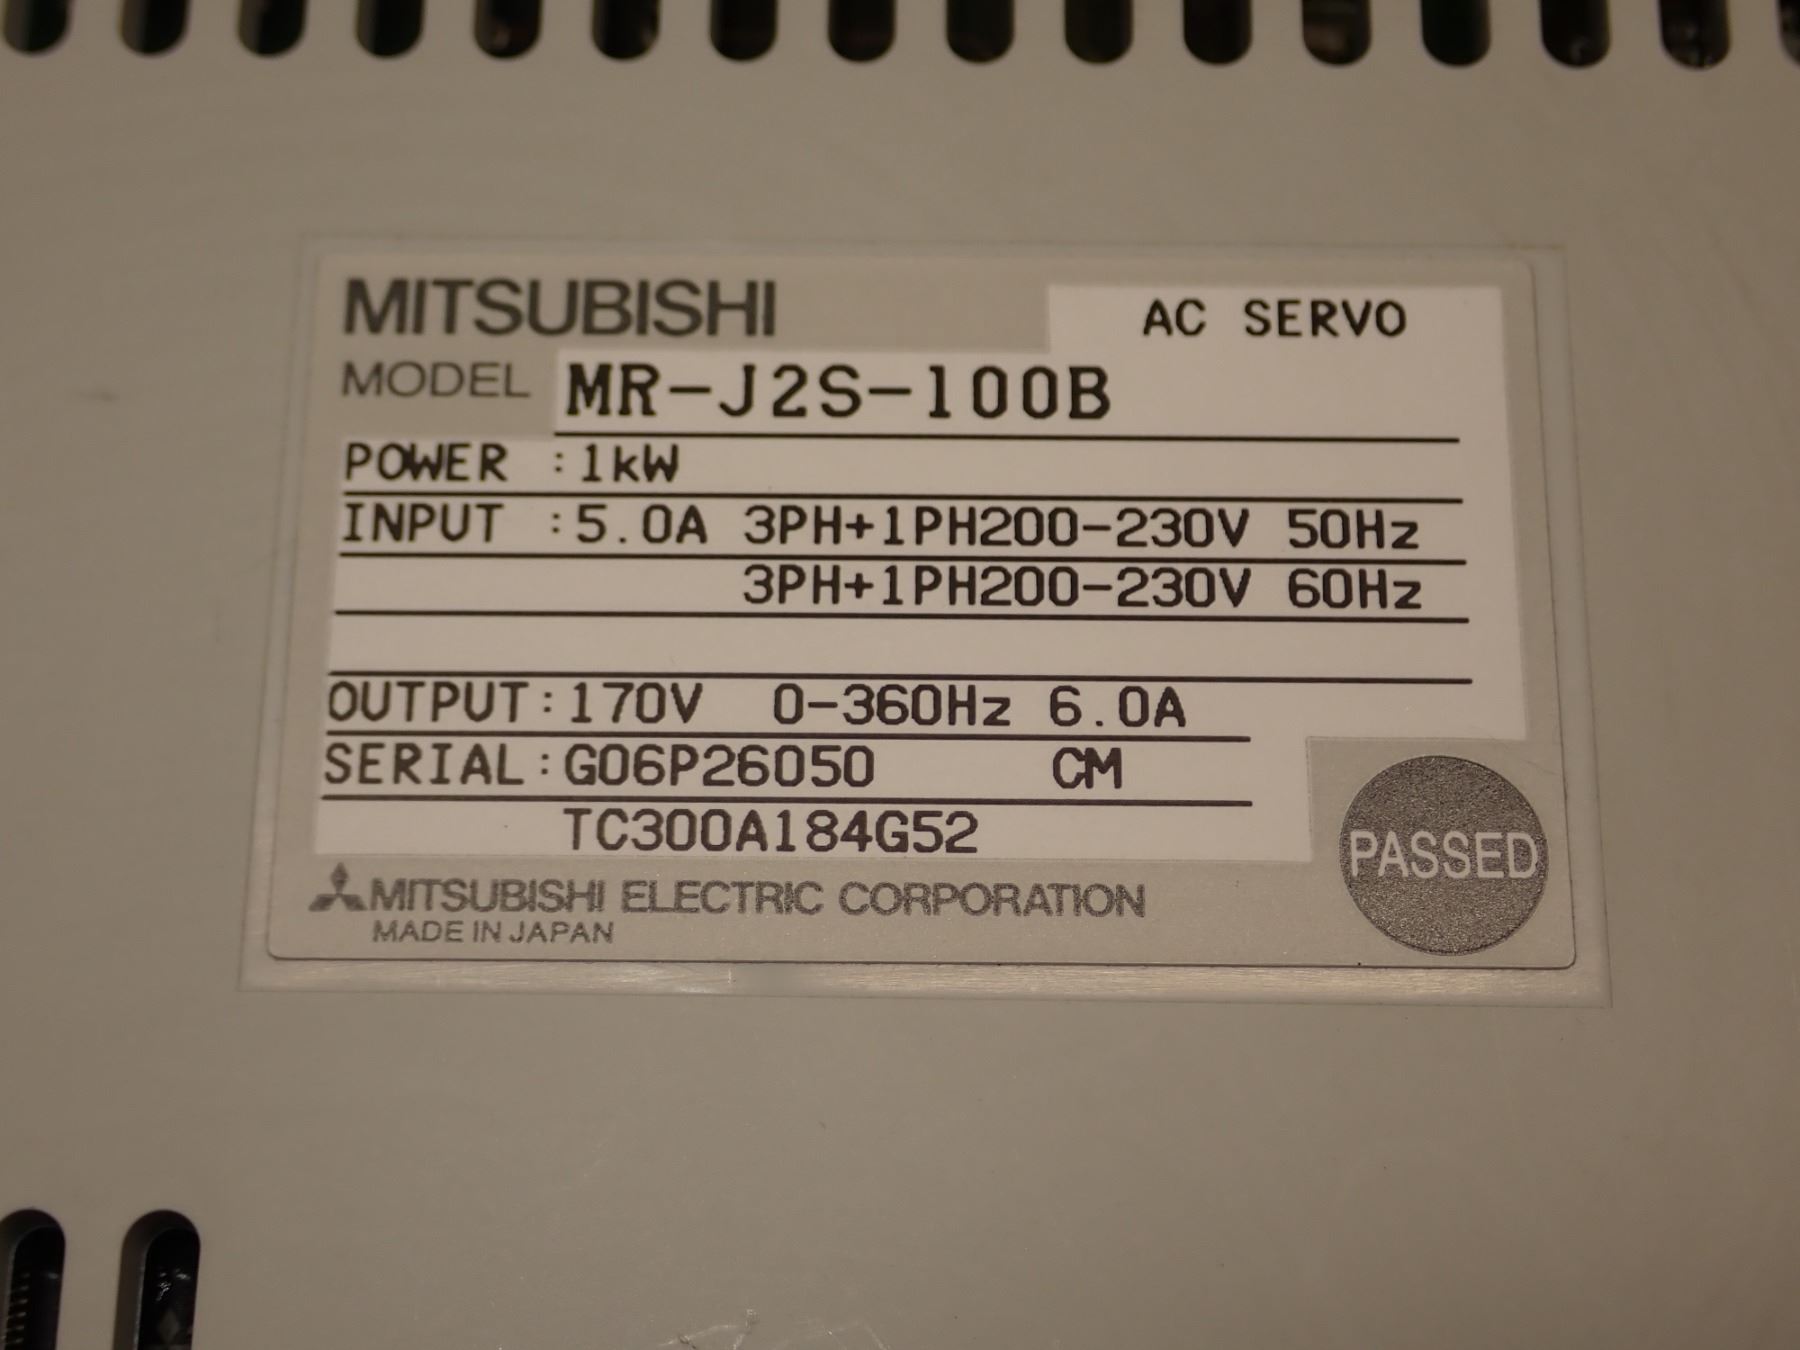 MITSUBISHI
AC SERVO
MODEL MR-J2S-100B
POWER :1kW
INPUT :5.0A 3PH+1PH200-230V 50Hz
3PH+1PH200-230V 60Hz
OUTPUT:170V 0-360Hz 6.0A
SERIAL:G06P26050 CM
TC300A184G52
PASSED
MITSUBISHI ELECTRIC CORPORATION
MADE IN JAPAN